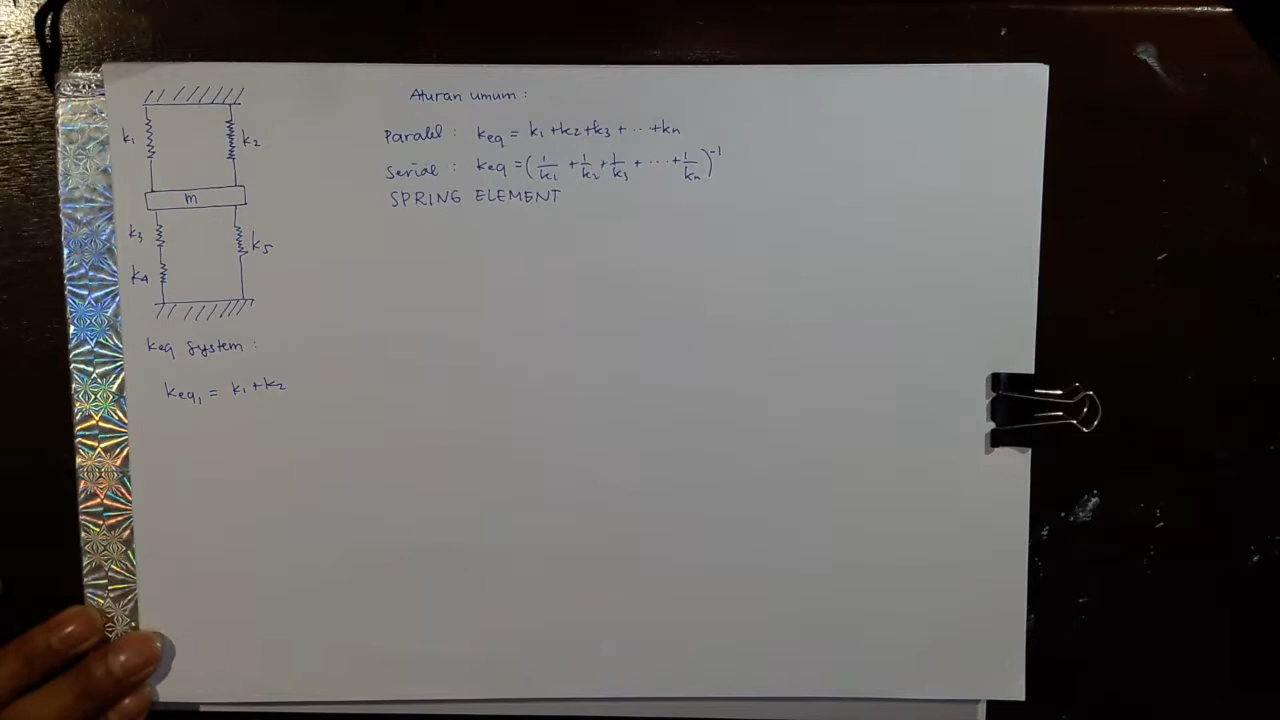 k₁
k₂
m
k₃
k₅
k₄
keq system :
keq₁ = k₁ + k₂
Aturan umum :
Paralel : keq = k₁ + k₂ + k₃ + ... + kn
Serial : keq = (1/k₁ + 1/k₂ + 1/k₃ + ... + 1/kn)⁻¹
SPRING ELEMENT